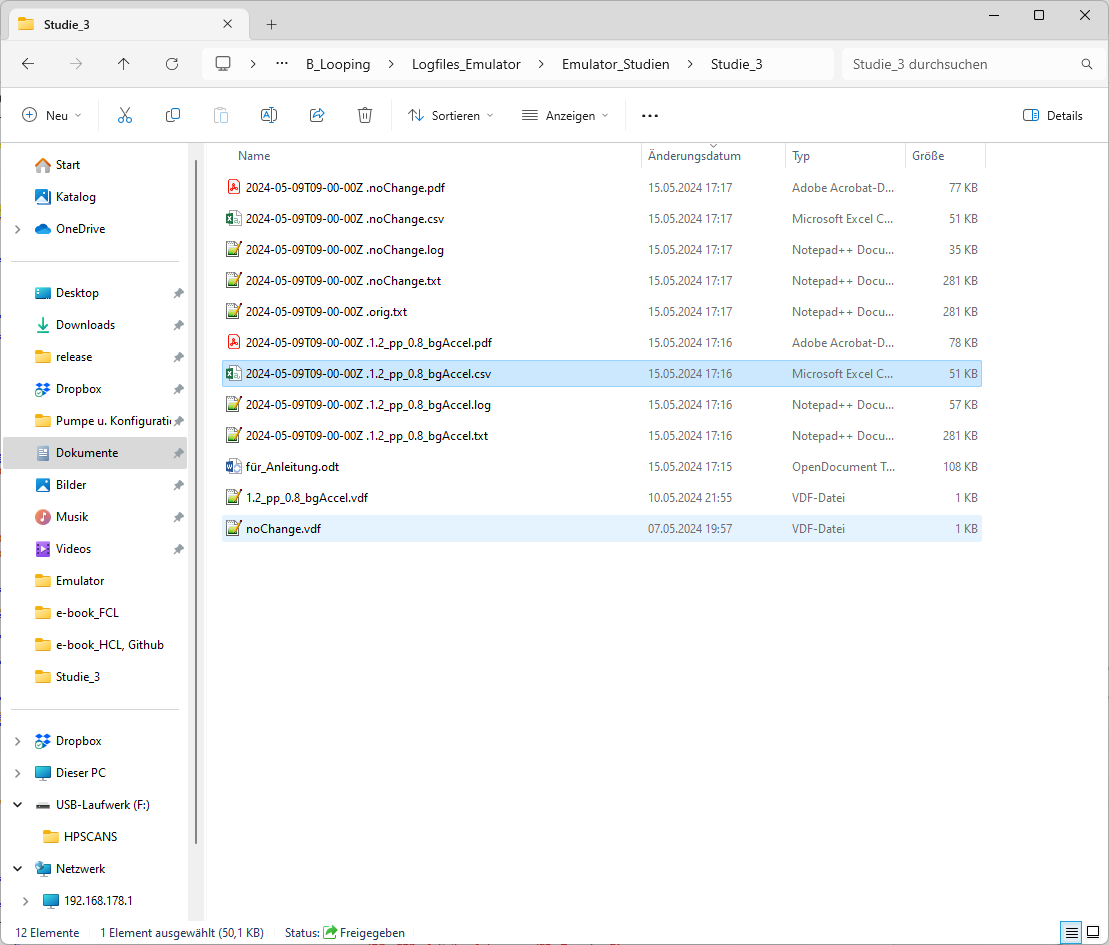 Studie_3
B_Looping Logfiles_Emulator Emulator_Studien Studie_3 Studie_3 durchsuchen
Neu Sortieren Anzeigen Details
Start
Katalog
OneDrive
Desktop
Downloads
release
Dropbox
Pumpe u. Konfigurati
Dokumente
Bilder
Musik
Videos
Emulator
e-book_FCL
e-book_HCL, Github
Studie_3
Dropbox
Dieser PC
USB-Laufwerk (F:)
HPSCANS
Netzwerk
192.168.178.1
Name Änderungsdatum Typ Größe
2024-05-09T09-00-00Z .noChange.pdf 15.05.2024 17:17 Adobe Acrobat-D... 77 KB
2024-05-09T09-00-00Z .noChange.csv 15.05.2024 17:17 Microsoft Excel C... 51 KB
2024-05-09T09-00-00Z .noChange.log 15.05.2024 17:17 Notepad++ Docu... 35 KB
2024-05-09T09-00-00Z .noChange.txt 15.05.2024 17:17 Notepad++ Docu... 281 KB
2024-05-09T09-00-00Z .orig.txt 15.05.2024 17:17 Notepad++ Docu... 281 KB
2024-05-09T09-00-00Z .1.2_pp_0.8_bgAccel.pdf 15.05.2024 17:16 Adobe Acrobat-D... 78 KB
2024-05-09T09-00-00Z .1.2_pp_0.8_bgAccel.csv 15.05.2024 17:16 Microsoft Excel C... 51 KB
2024-05-09T09-00-00Z .1.2_pp_0.8_bgAccel.log 15.05.2024 17:16 Notepad++ Docu... 57 KB
2024-05-09T09-00-00Z .1.2_pp_0.8_bgAccel.txt 15.05.2024 17:16 Notepad++ Docu... 281 KB
für_Anleitung.odt 15.05.2024 17:15 OpenDocument T... 108 KB
1.2_pp_0.8_bgAccel.vdf 10.05.2024 21:55 VDF-Datei 1 KB
noChange.vdf 07.05.2024 19:57 VDF-Datei 1 KB
12 Elemente 1 Element ausgewählt (50,1 KB) Status: Freigegeben